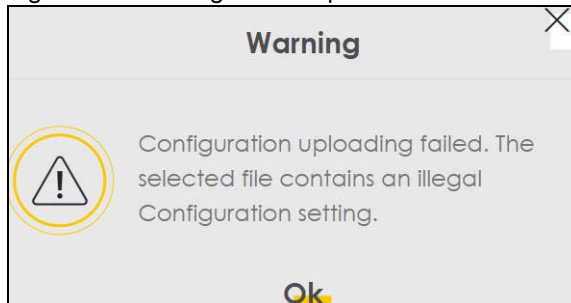 Warning
Configuration uploading failed. The
selected file contains an illegal
Configuration setting.
Ok